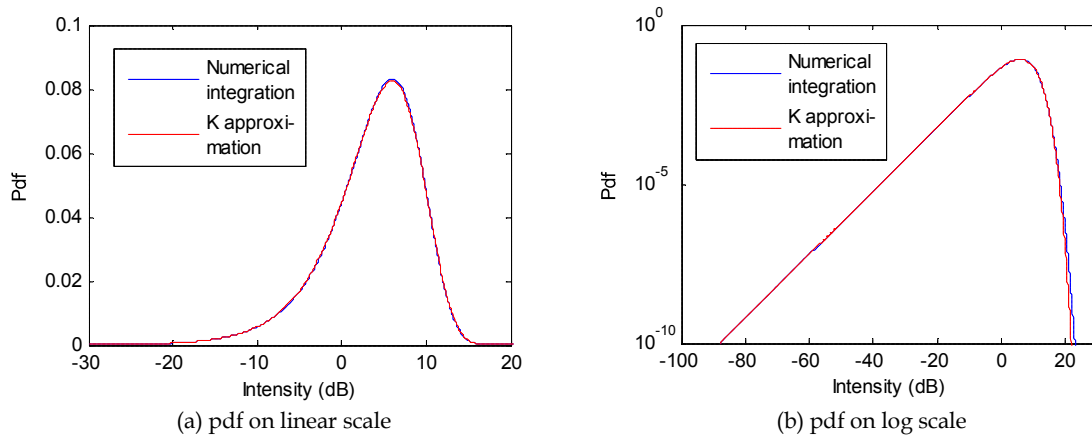 0.1
0.08
0.06
0.04
0.02
0
Pdf
Numerical
integration
K approxi-
mation
-30 -20 -10 0 10 20
Intensity (dB)
(a) pdf on linear scale
10^0
10^-5
10^-10
Pdf
Numerical
integration
K approxi-
mation
-100 -80 -60 -40 -20 0 20
Intensity (dB)
(b) pdf on log scale